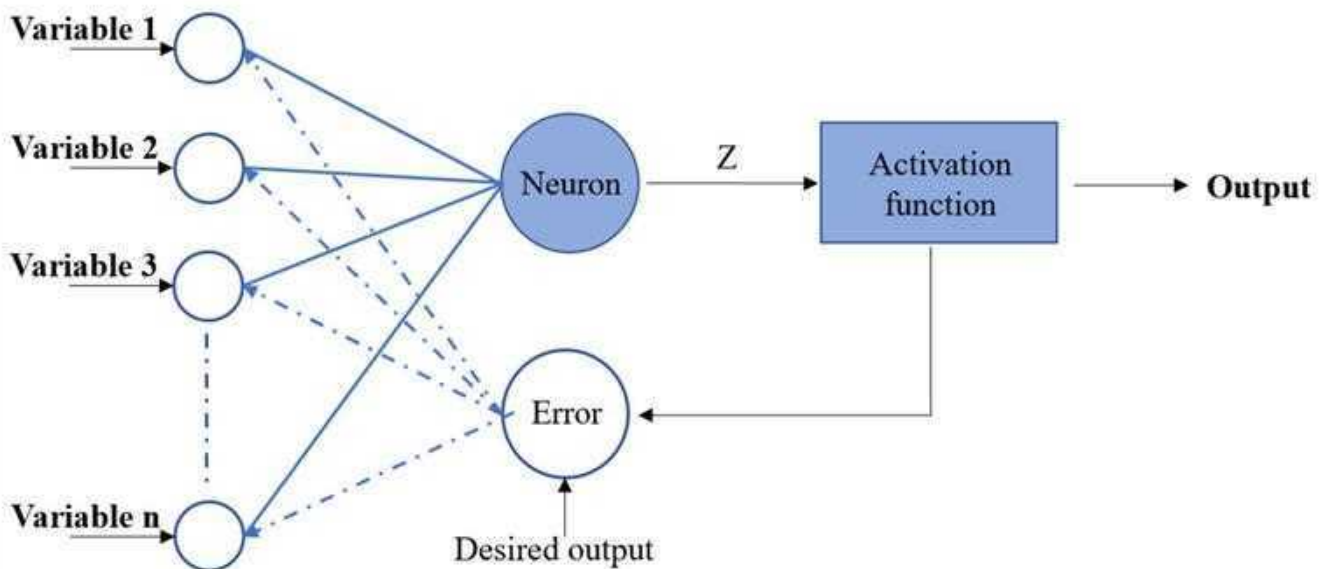 Variable 1
Variable 2
Variable 3
Variable n
Neuron
Z
Activation
function
Output
Error
Desired output